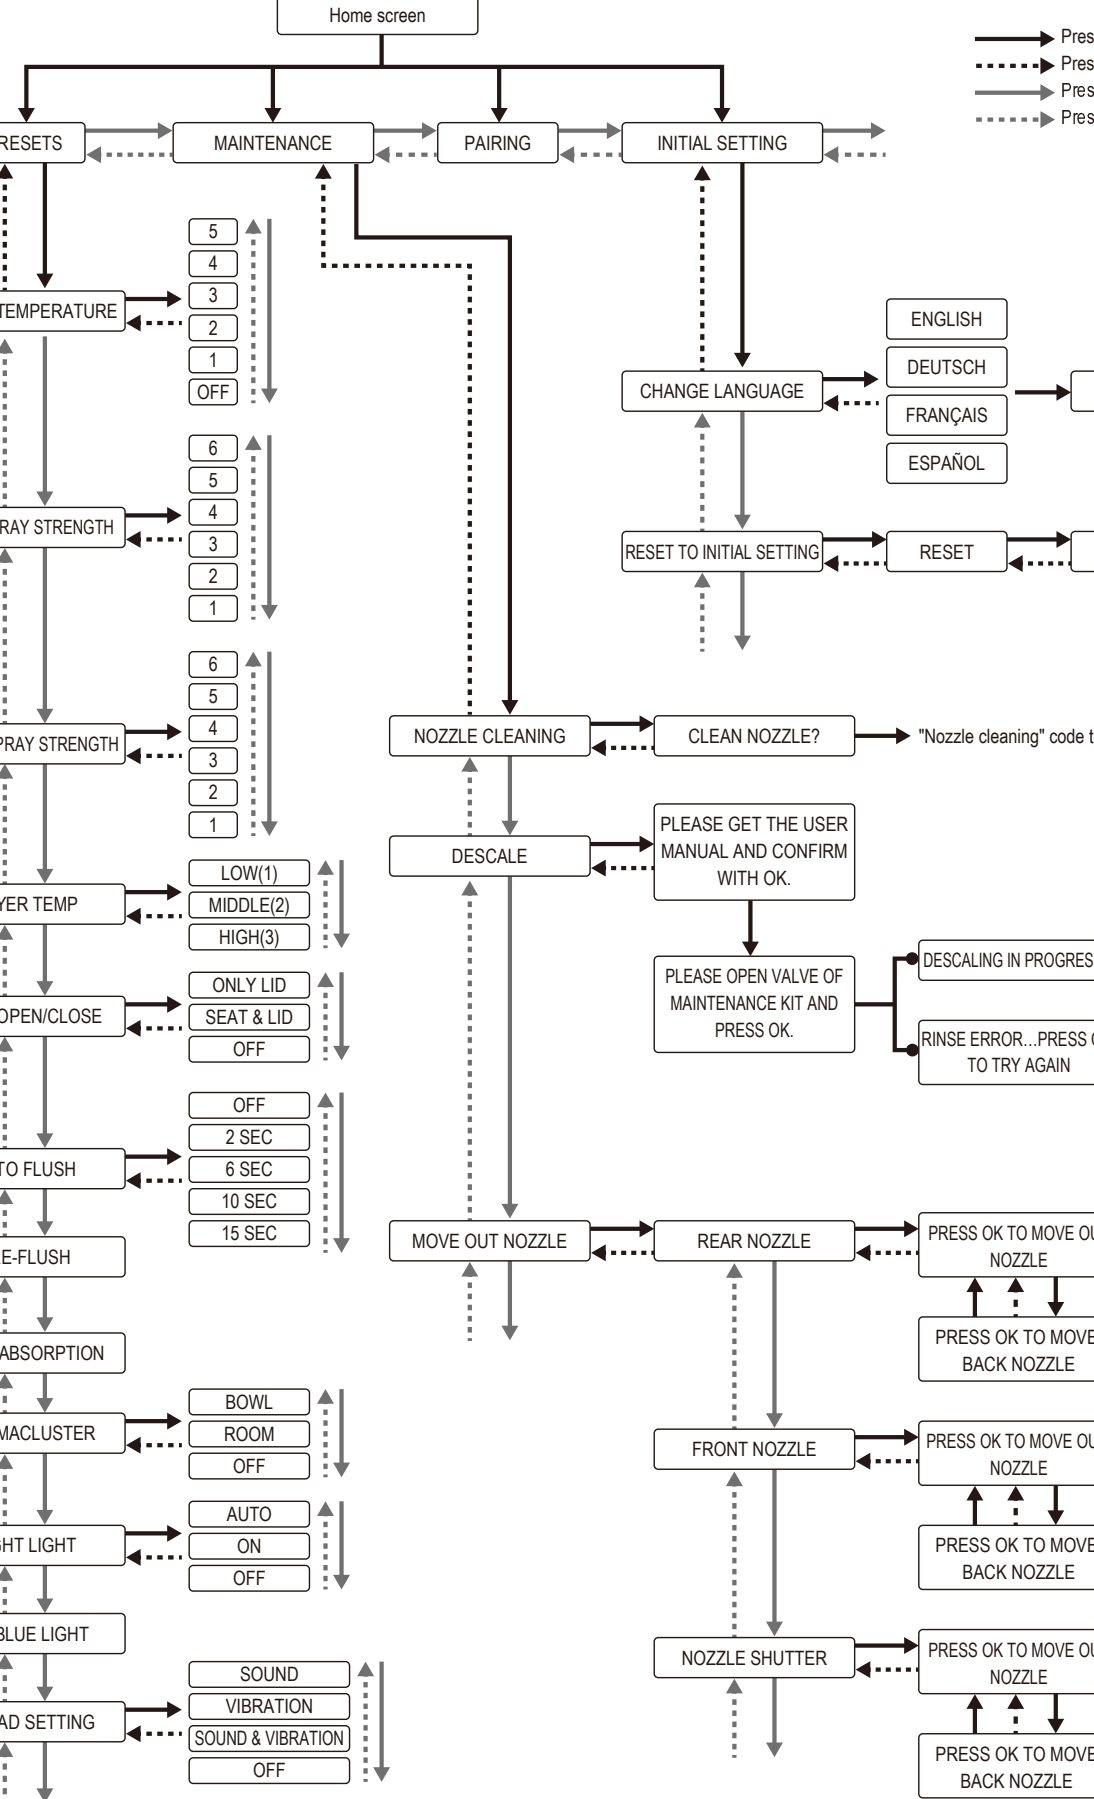 Home screen
Pres
Pres
Pres
Pres
RESETS
MAINTENANCE
PAIRING
INITIAL SETTING
TEMPERATURE
5
4
3
2
1
OFF
RAY STRENGTH
6
5
4
3
2
1
PRAY STRENGTH
6
5
4
3
2
1
YER TEMP
LOW(1)
MIDDLE(2)
HIGH(3)
OPEN/CLOSE
ONLY LID
SEAT & LID
OFF
TO FLUSH
OFF
2 SEC
6 SEC
10 SEC
15 SEC
E-FLUSH
ABSORPTION
MACLUSTER
BOWL
ROOM
OFF
GHT LIGHT
AUTO
ON
OFF
BLUE LIGHT
AD SETTING
SOUND
VIBRATION
SOUND & VIBRATION
OFF
NOZZLE CLEANING
CLEAN NOZZLE?
"Nozzle cleaning" code t
DESCALE
PLEASE GET THE USER
MANUAL AND CONFIRM
WITH OK.
PLEASE OPEN VALVE OF
MAINTENANCE KIT AND
PRESS OK.
DESCALING IN PROGRES
RINSE ERROR...PRESS O
TO TRY AGAIN
MOVE OUT NOZZLE
REAR NOZZLE
PRESS OK TO MOVE OU
NOZZLE
PRESS OK TO MOVE
BACK NOZZLE
FRONT NOZZLE
PRESS OK TO MOVE OU
NOZZLE
PRESS OK TO MOVE
BACK NOZZLE
NOZZLE SHUTTER
PRESS OK TO MOVE OU
NOZZLE
PRESS OK TO MOVE
BACK NOZZLE
CHANGE LANGUAGE
ENGLISH
DEUTSCH
FRANÇAIS
ESPAÑOL
RESET TO INITIAL SETTING
RESET